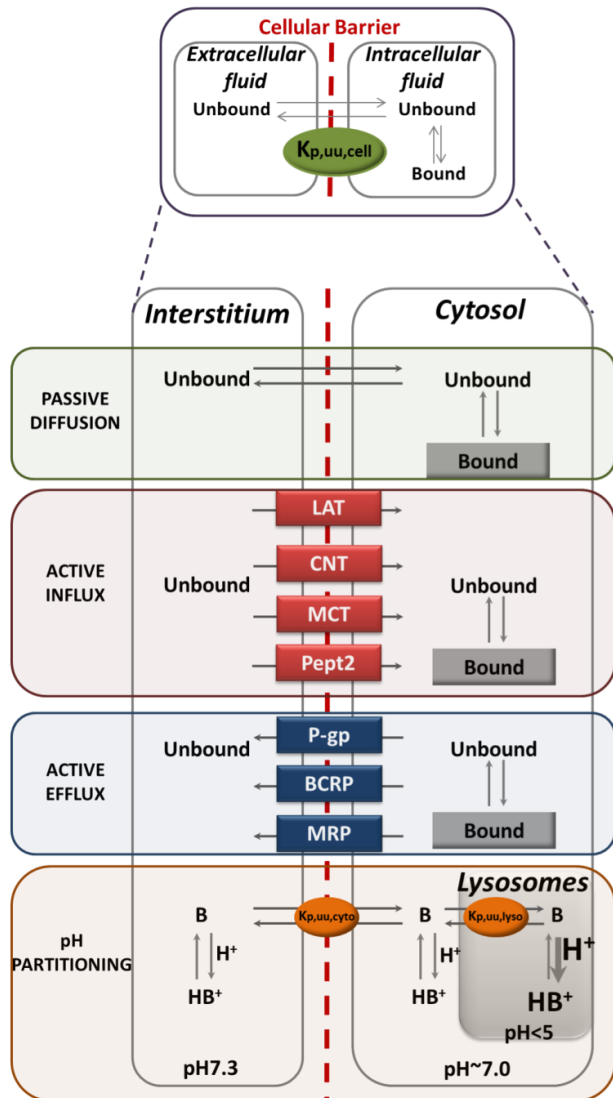 Cellular Barrier
Extracellular
fluid
Intracellular
fluid
Unbound
Unbound
Kp,uu,cell
Bound
Interstitium
Cytosol
PASSIVE
DIFFUSION
Unbound
Unbound
Bound
ACTIVE
INFLUX
Unbound
LAT
CNT
MCT
Pept2
Unbound
Bound
ACTIVE
EFFLUX
Unbound
P-gp
BCRP
MRP
Unbound
Bound
pH
PARTITIONING
Lysosomes
B
Kp,uu,cyto
B
Kp,uu,lyso
B
H+
H+
H+
HB+
HB+
HB+
pH<5
pH7.3
pH~7.0